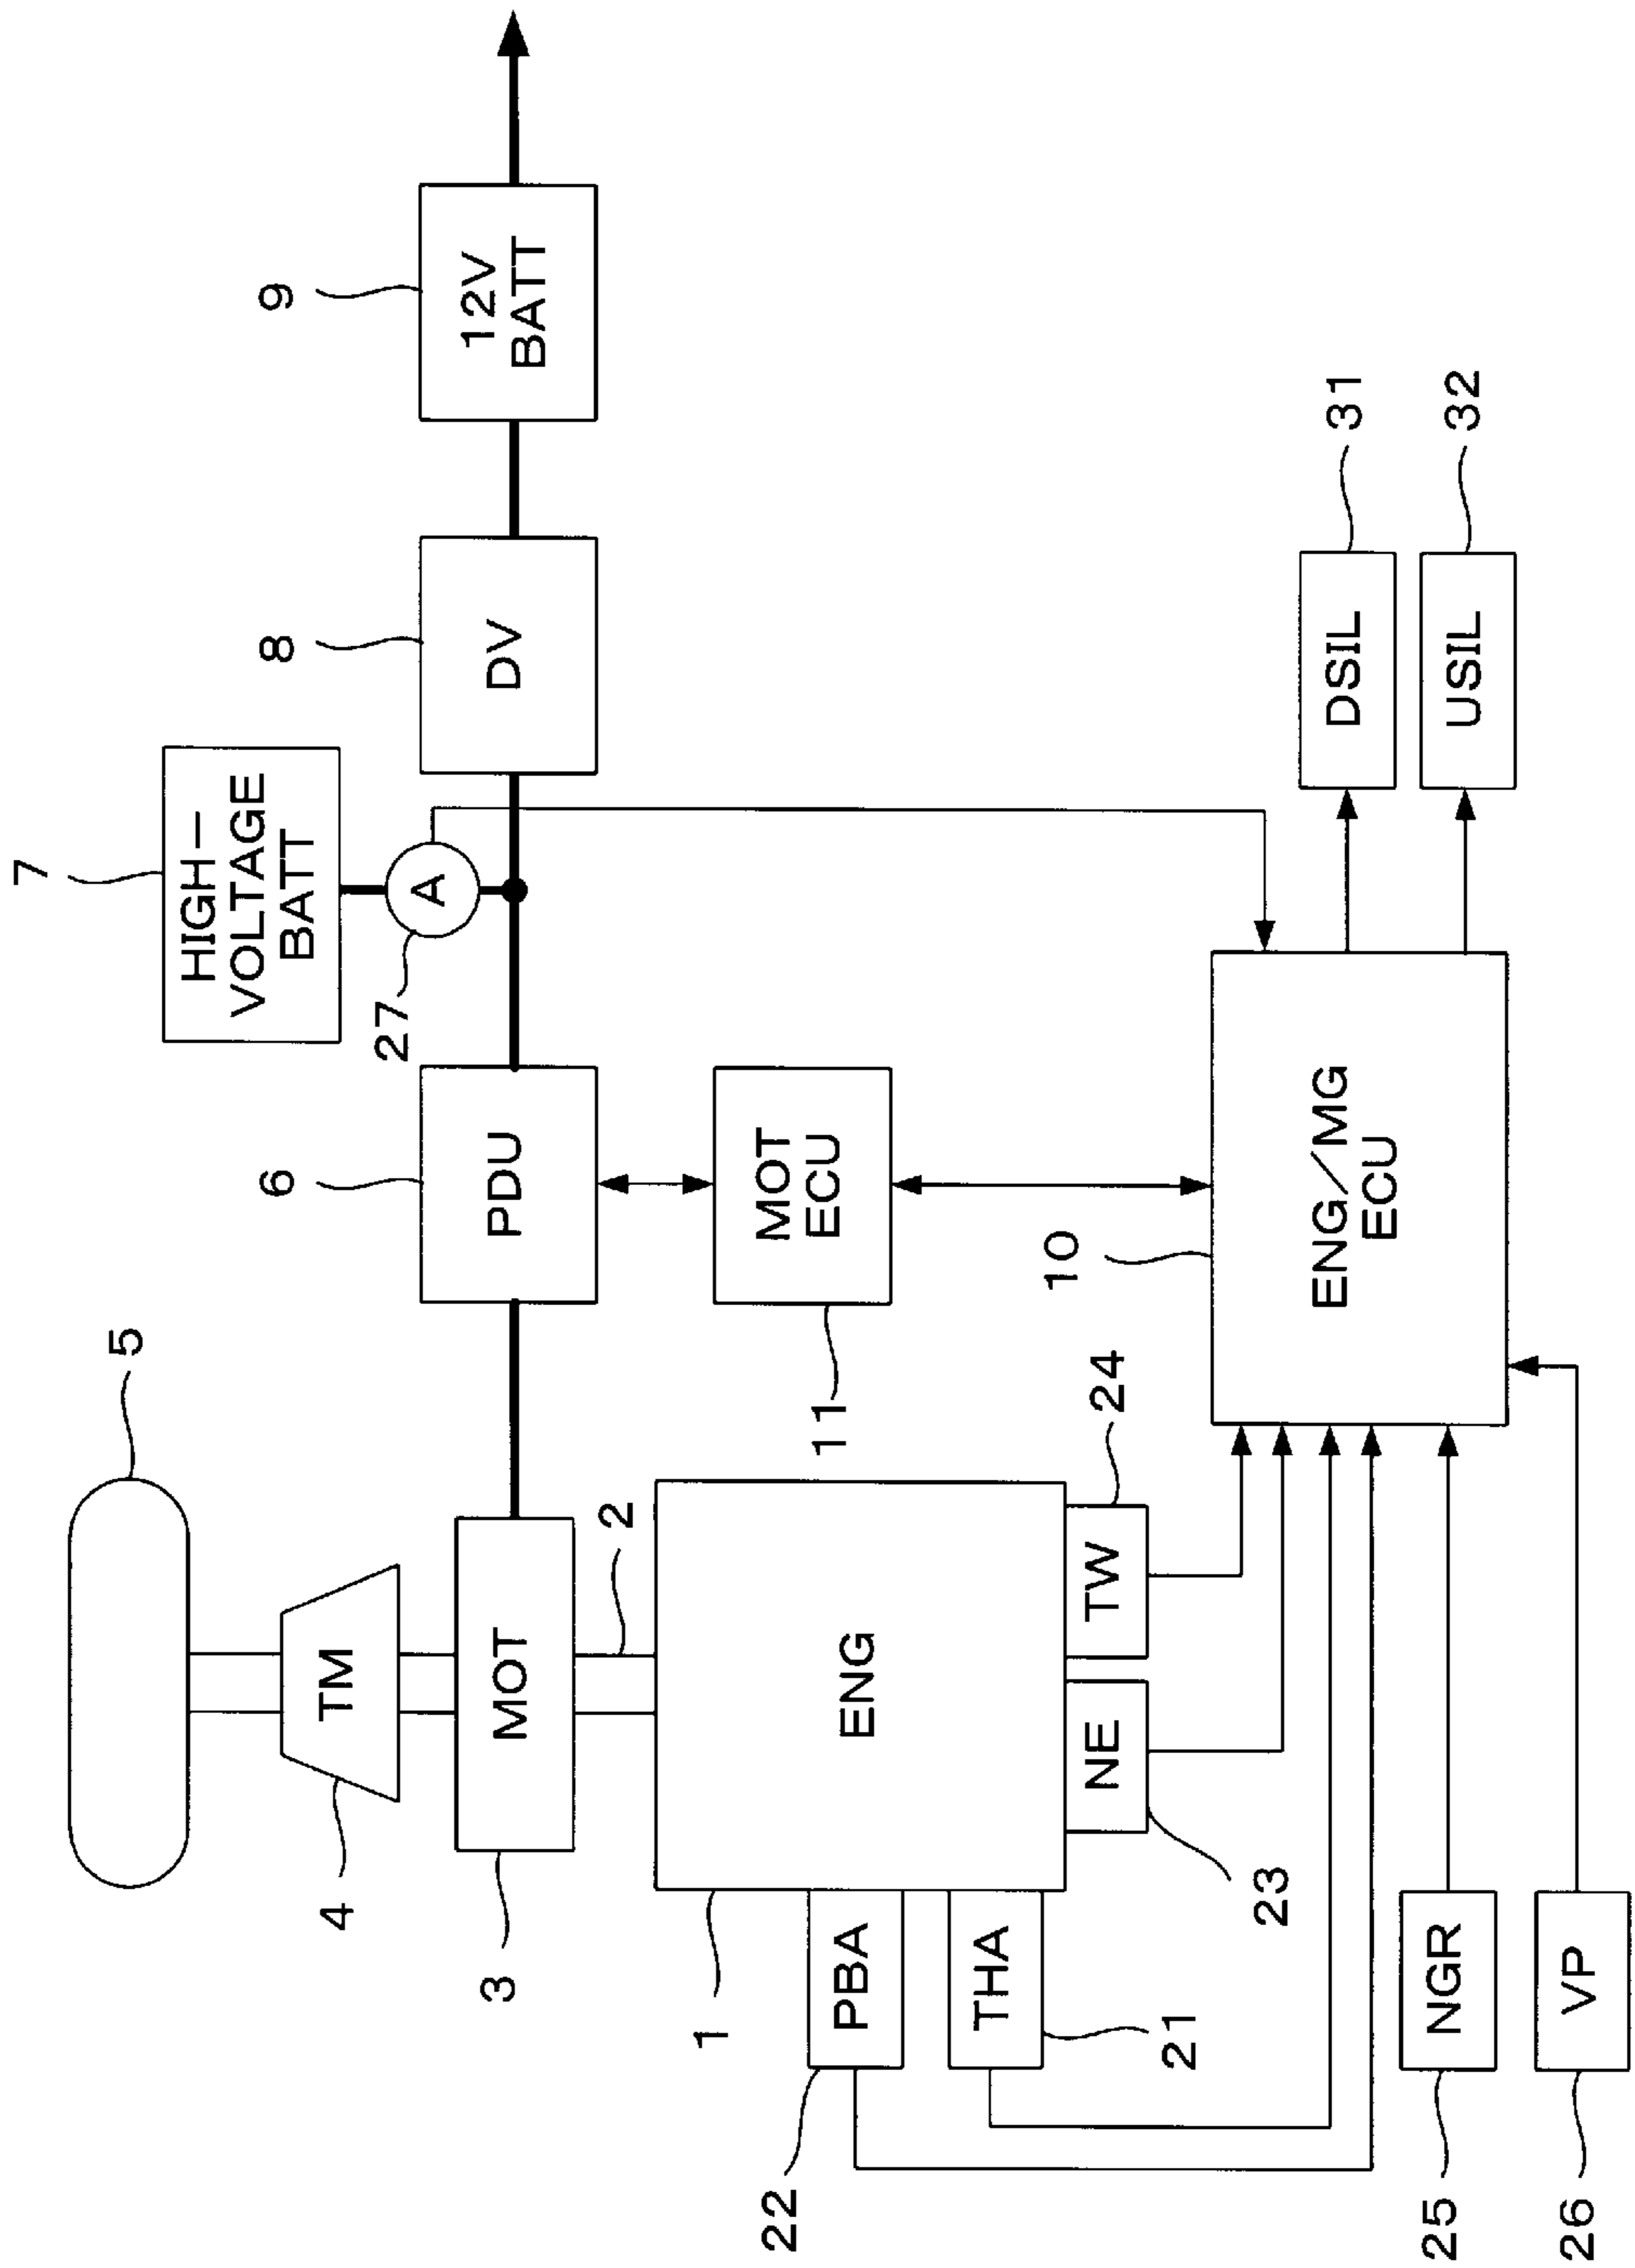 5
4
TM
7
HIGH-
VOLTAGE
BATT
27
A
3
MOT
6
PDU
8
DV
9
12V
BATT
2
1
ENG
11
MOT
ECU
22
PBA
21
THA
23
NE
24
TW
10
ENG/MG
ECU
31
DSIL
32
USIL
25
NGR
26
VP